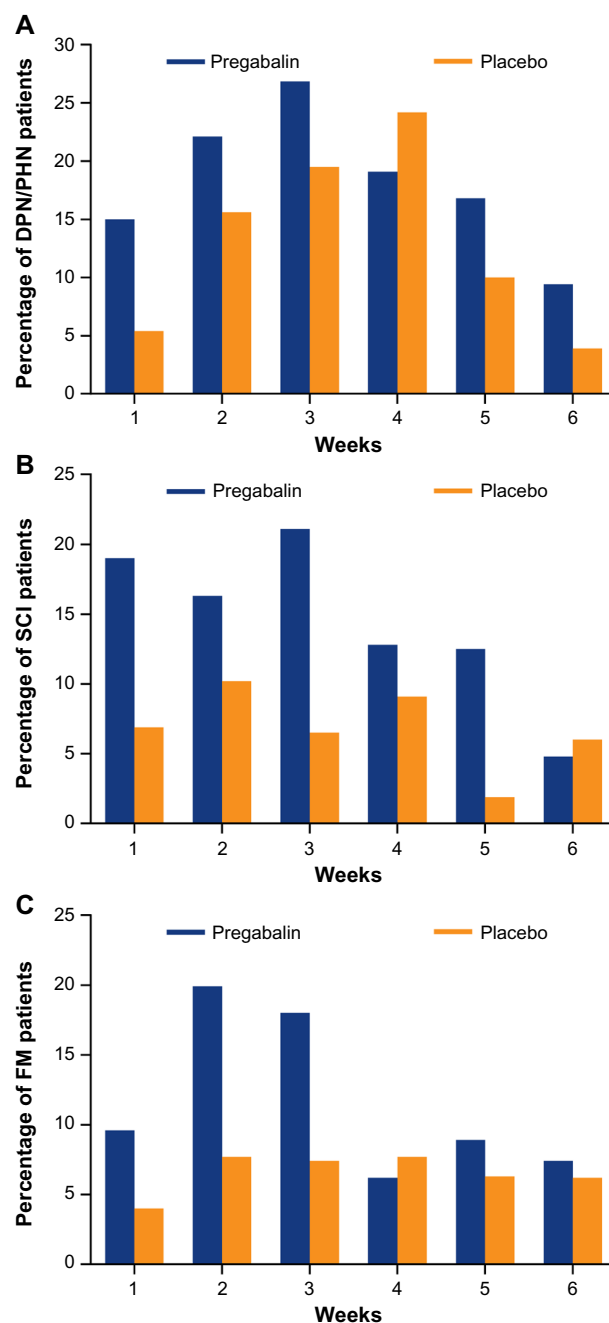 A
Percentage of DPN/PHN patients
30
25
20
15
10
5
0
Pregabalin Placebo
1 2 3 4 5 6
Weeks
B
Percentage of SCI patients
25
20
15
10
5
0
Pregabalin Placebo
1 2 3 4 5 6
Weeks
C
Percentage of FM patients
25
20
15
10
5
0
Pregabalin Placebo
1 2 3 4 5 6
Weeks